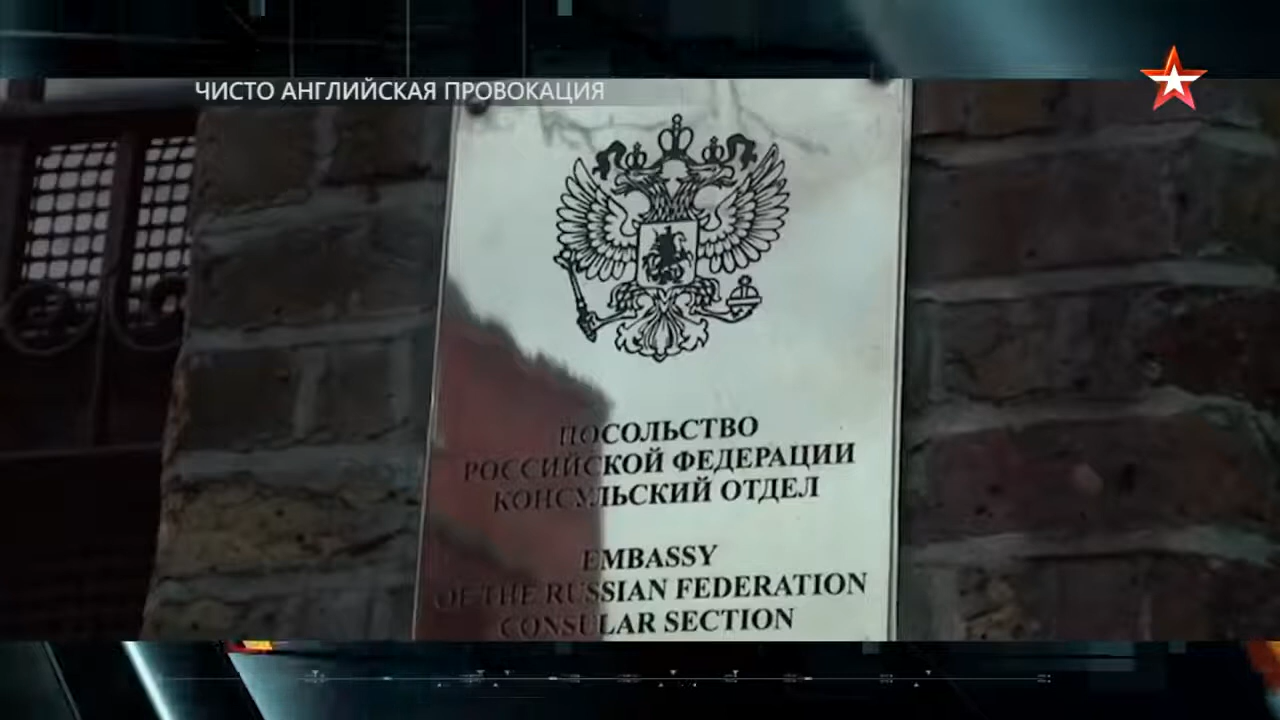 ЧИСТО АНГЛИЙСКАЯ ПРОВОКАЦИЯ
ПОСОЛЬСТВО
РОССИЙСКОЙ ФЕДЕРАЦИИ
КОНСУЛЬСКИЙ ОТДЕЛ
EMBASSY
OF THE RUSSIAN FEDERATION
CONSULAR SECTION